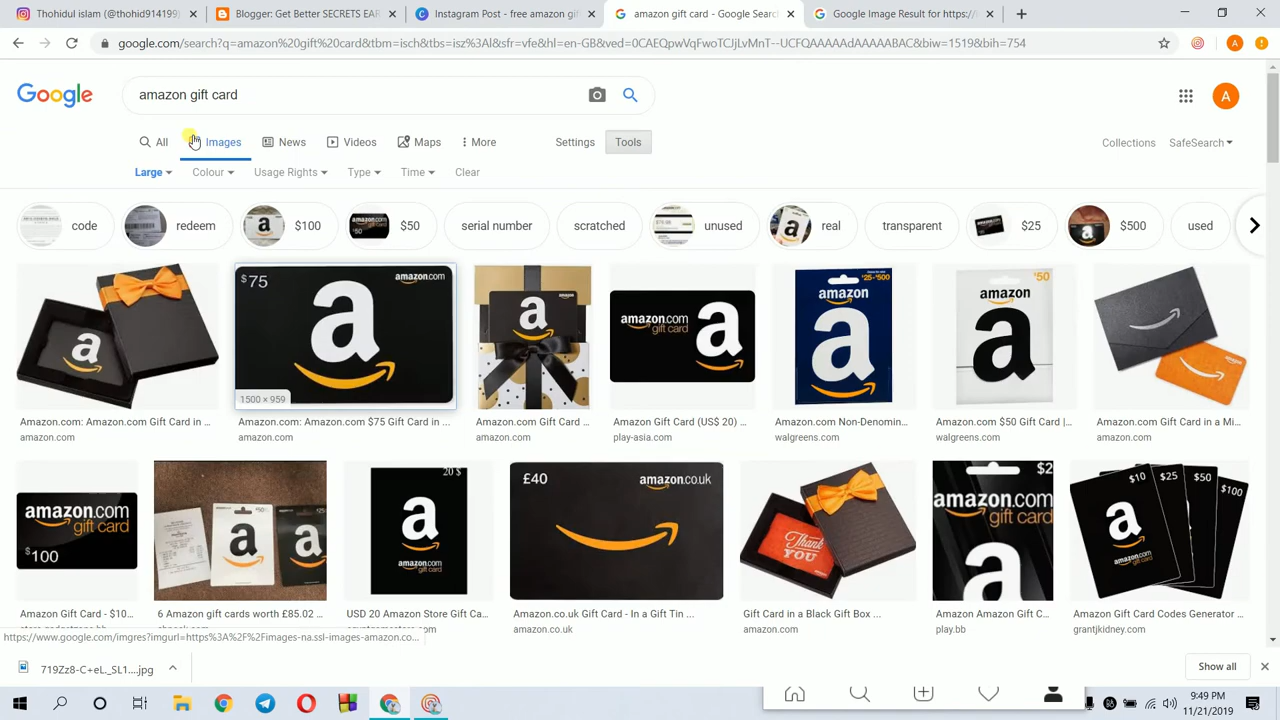 Instagram Post - free amazon gi
Thohidul islam (@thohid914199)
Blogger: Get Better SECRETS EAR
amazon gift card - Google Search
Google Image Result for https://i
google.com/search?q=amazon%20gift%20card&tbm=isch&tbs=isz%3Al&sfr=vfe&hl=en-GB&ved=0CAEQpwVqFwoTCJjLvMnT--UCFQAAAAAdAAAAABAC&biw=1519&bih=754
A
Google
amazon gift card
A
All
Images
News
Videos
Maps
More
Settings
Tools
Collections
SafeSearch
Large
Colour
Usage Rights
Type
Time
Clear
code
redeem
$100
$50
serial number
scratched
unused
real
transparent
$25
$500
used
$75
amazon.com
1500 × 959
amazon.com
gift card
amazon
$25-$500
amazon
$50
Amazon.com: Amazon.com Gift Card in ...
Amazon.com: Amazon.com $75 Gift Card in ...
Amazon.com Gift Card ...
Amazon Gift Card (US$ 20) ...
Amazon.com Non-Denomin...
Amazon.com $50 Gift Card |...
Amazon.com Gift Card in a Mi...
amazon.com
amazon.com
amazon.com
play-asia.com
walgreens.com
walgreens.com
amazon.com
amazon.com
gift card
$100
20 $
amazon.com
gift card
£40
amazon.co.uk
THANK
YOU
$2
amazon.com
gift card
$10
$25
$50
$100
amazon.com
gift card
Amazon Gift Card - $10...
6 Amazon gift cards worth £85.02 ...
USD 20 Amazon Store Gift Ca...
Amazon.co.uk Gift Card - In a Gift Tin ...
Gift Card in a Black Gift Box ...
Amazon Amazon Gift C...
Amazon Gift Card Codes Generator ...
amazon.co.uk
amazon.com
play.bb
grantjkidney.com
https://www.google.com/imgres?imgurl=https%3A%2F%2Fimages-na.ssl-images-amazon.co...
719Zz8-C+eL._SL1....jpg
Show all
9:49 PM
11/21/2019